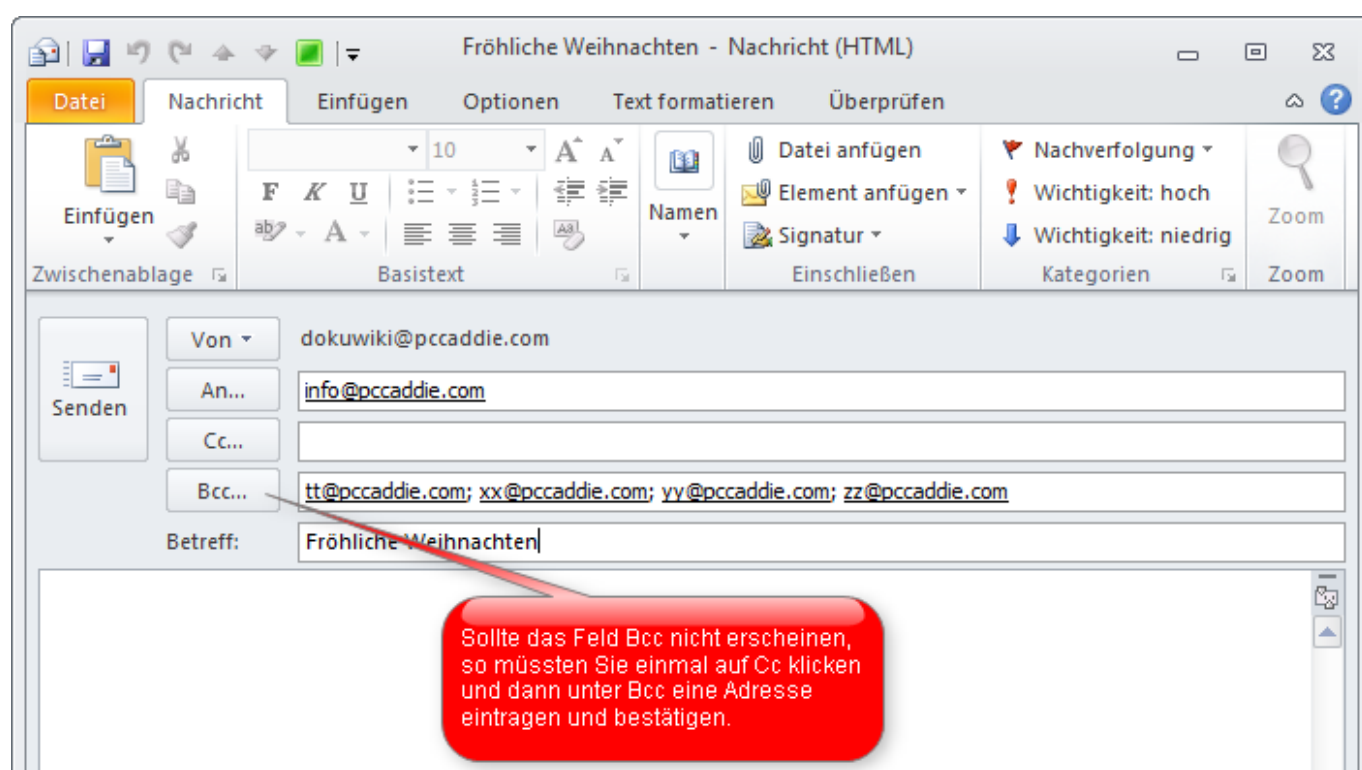 Fröhliche Weihnachten - Nachricht (HTML)
Datei Nachricht Einfügen Optionen Text formatieren Überprüfen
Einfügen
10
A A
F K U
ab A Aa
Namen
Datei anfügen
Element anfügen
Signatur
Nachverfolgung
Wichtigkeit: hoch
Wichtigkeit: niedrig
Zoom
Zwischenablage Basistext Einschließen Kategorien Zoom
Senden
Von dokuwiki@pccaddie.com
An... info@pccaddie.com
Cc...
Bcc... tt@pccaddie.com; xx@pccaddie.com; yy@pccaddie.com; zz@pccaddie.com
Betreff: Fröhliche Weihnachten
Sollte das Feld Bcc nicht erscheinen,
so müssten Sie einmal auf Cc klicken
und dann unter Bcc eine Adresse
eintragen und bestätigen.